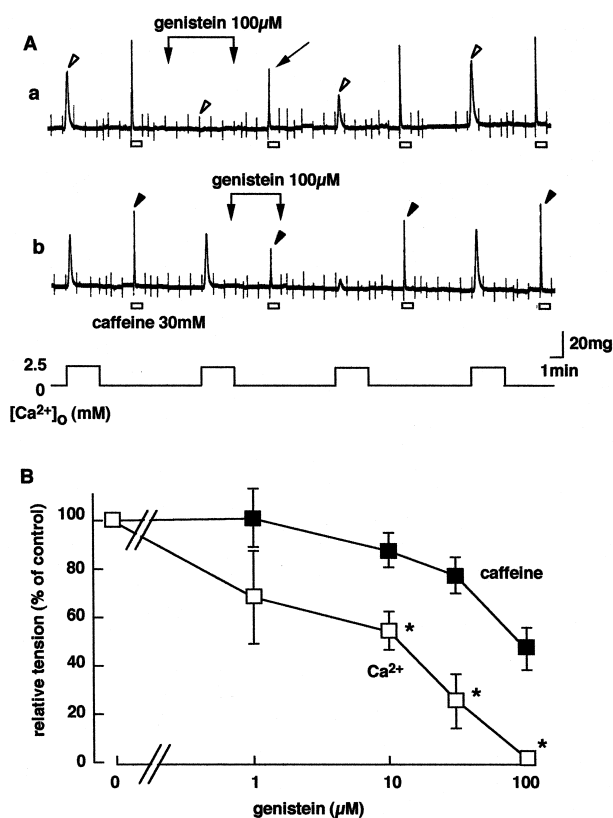 A
genistein 100µM
a
genistein 100µM
b
caffeine 30mM
20mg
1min
2.5
0
[Ca²⁺]o (mM)
B
relative tension (% of control)
100
80
60
40
20
0
caffeine
*
Ca²⁺
*
*
0
1
10
100
genistein (µM)